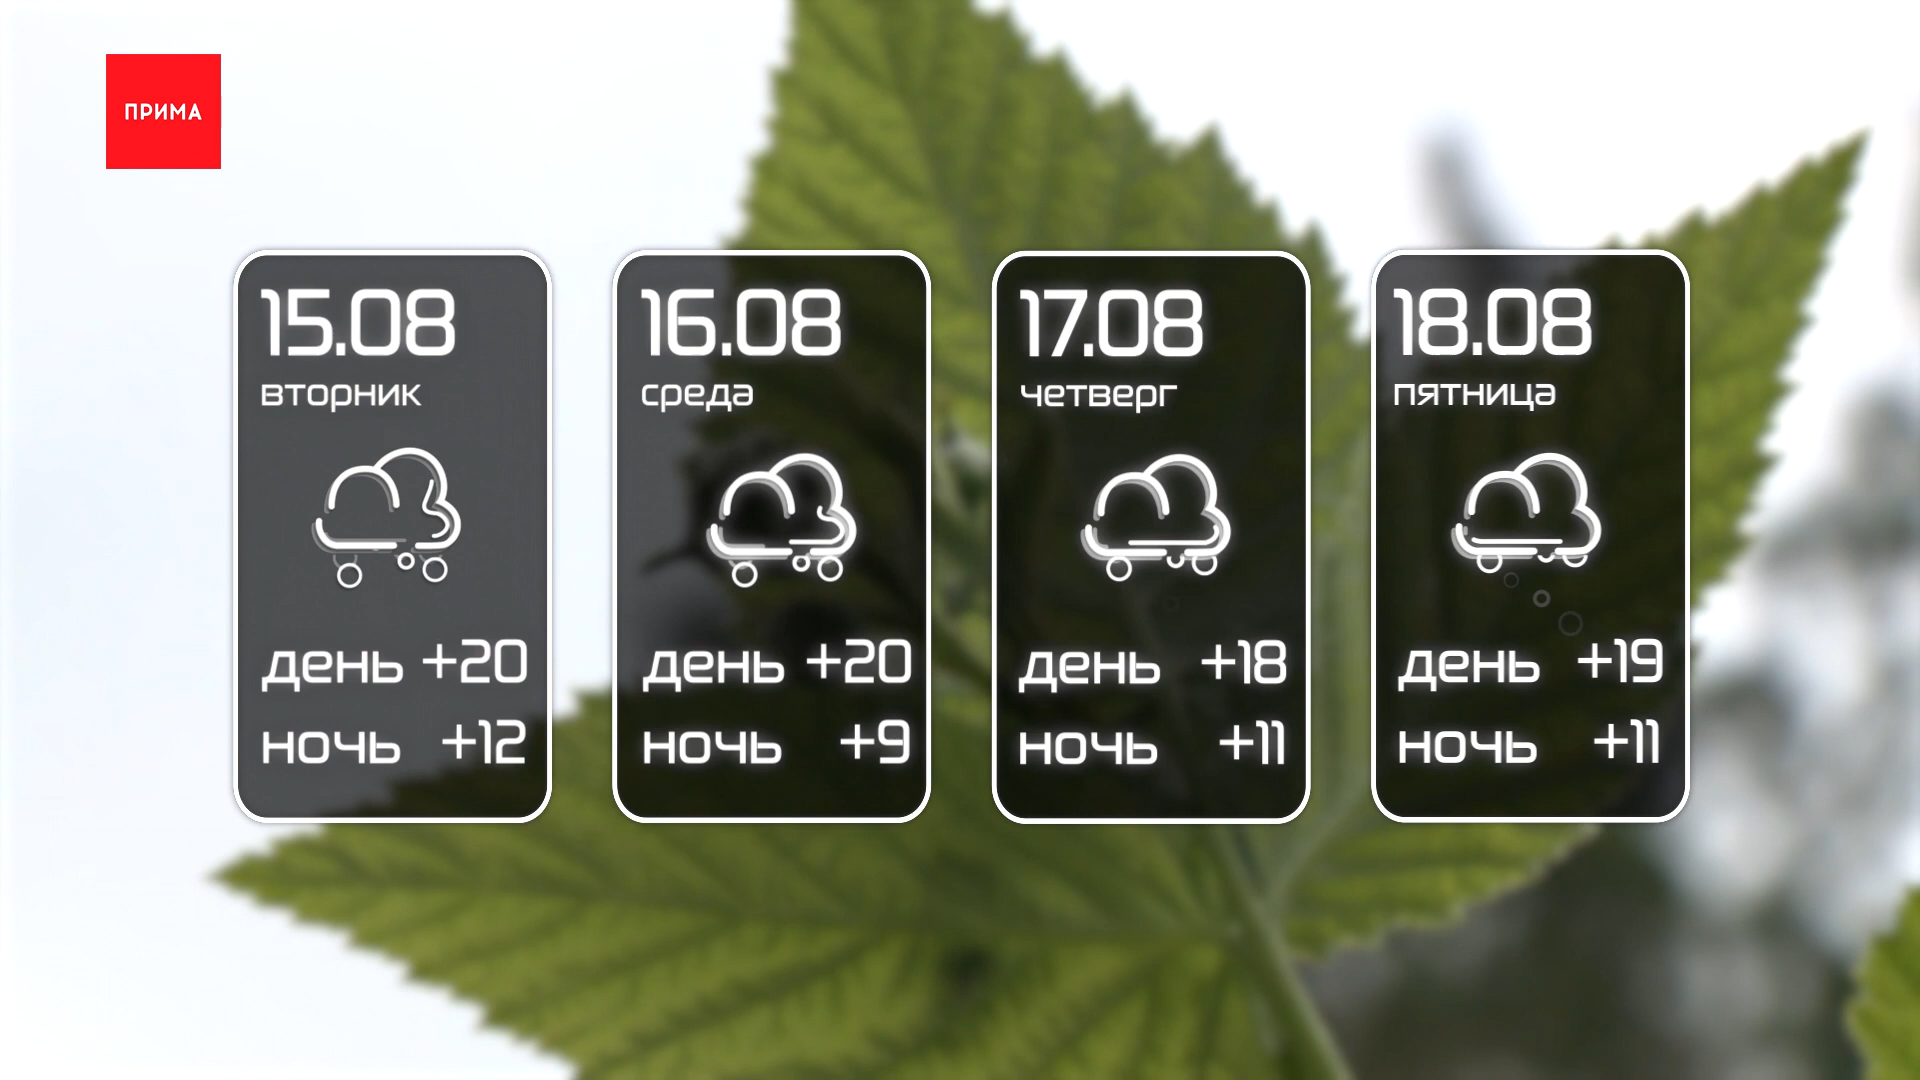 ПРИМА
15.08
вторник
день +20
ночь +12
16.08
среда
день +20
ночь +9
17.08
четверг
день +18
ночь +11
18.08
пятница
день +19
ночь +11